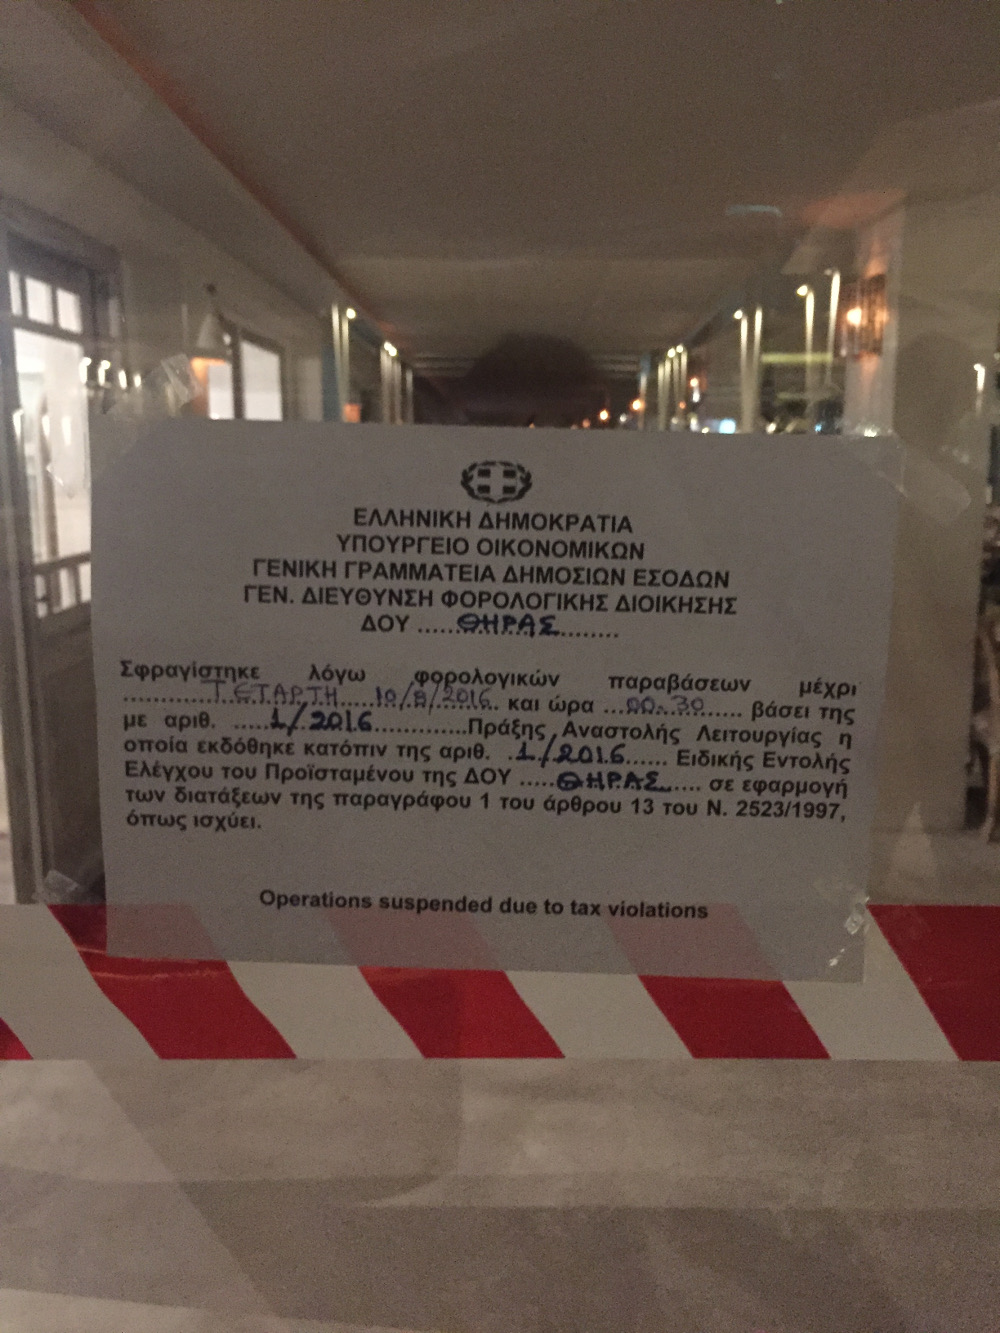 ΕΛΛΗΝΙΚΗ ΔΗΜΟΚΡΑΤΙΑ
ΥΠΟΥΡΓΕΙΟ ΟΙΚΟΝΟΜΙΚΩΝ
ΓΕΝΙΚΗ ΓΡΑΜΜΑΤΕΙΑ ΔΗΜΟΣΙΩΝ ΕΣΟΔΩΝ
ΓΕΝ. ΔΙΕΥΘΥΝΣΗ ΦΟΡΟΛΟΓΙΚΗΣ ΔΙΟΙΚΗΣΗΣ
ΔΟΥ ......ΘΗΡΑΣ.........
Σφραγίστηκε λόγω φορολογικών παραβάσεων μέχρι
............ΤΕΤΑΡΤΗ.....10/8/2016. και ώρα ...00:30...... βάσει της
με αριθ. .....1/2016..............Πράξης Αναστολής Λειτουργίας η
οποία εκδόθηκε κατόπιν της αριθ. .1/2016...... Ειδικής Εντολής
Ελέγχου του Προϊσταμένου της ΔΟΥ .....ΘΗΡΑΣ..... σε εφαρμογή
των διατάξεων της παραγράφου 1 του άρθρου 13 του Ν. 2523/1997,
όπως ισχύει.
Operations suspended due to tax violations